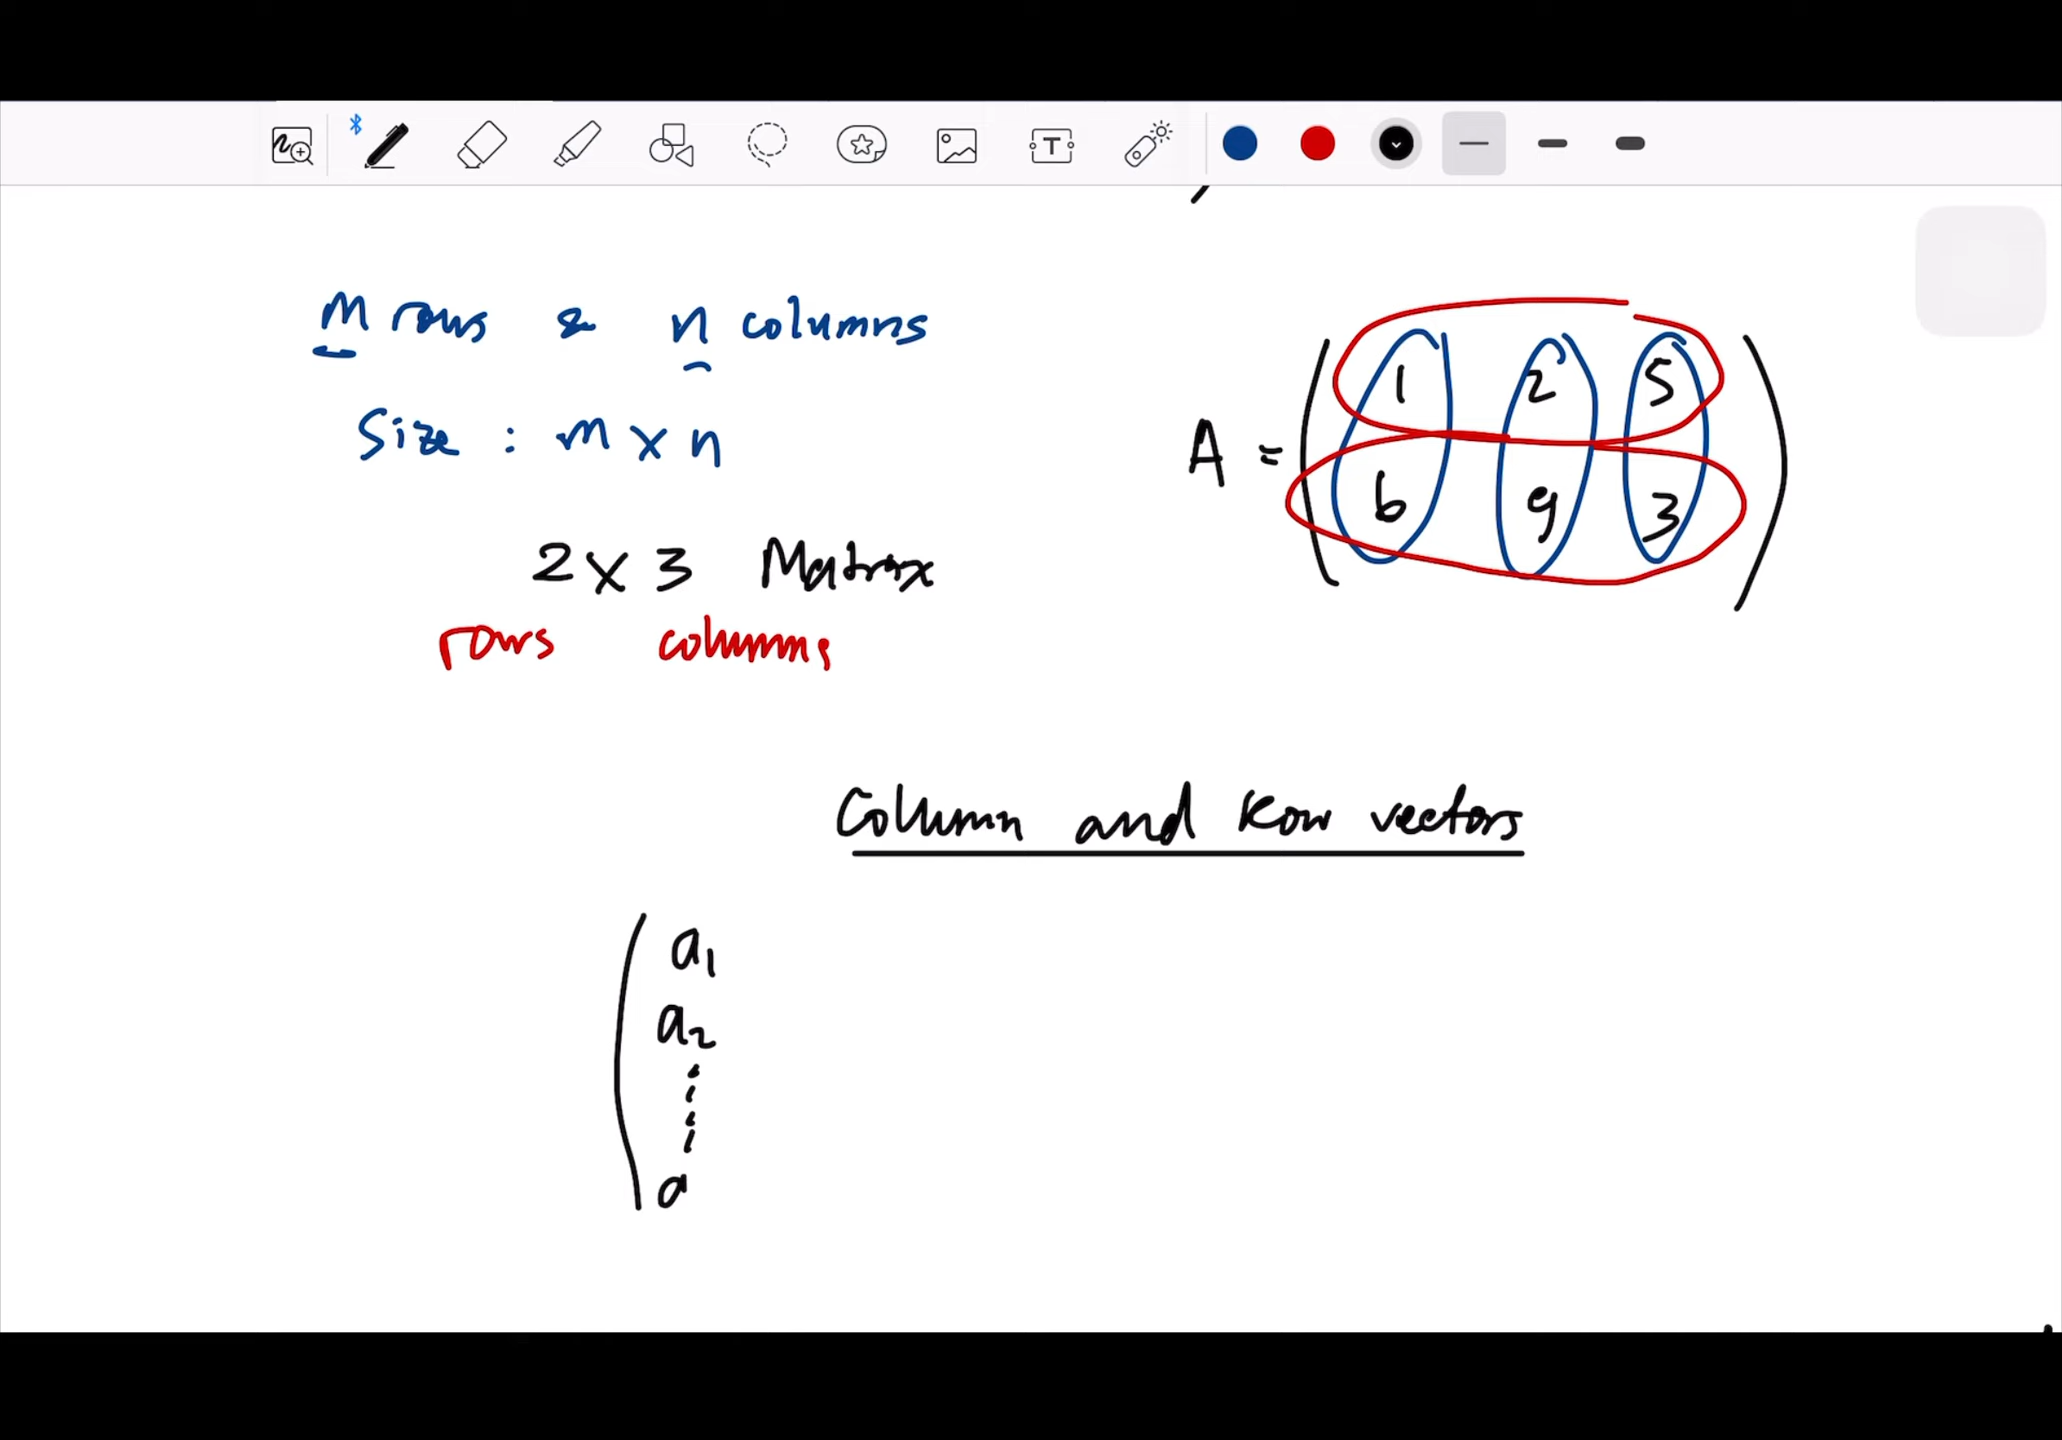 m rows & n columns
Size : m x n
2 x 3 Matrix
rows columns
A = ( 1 2 5
6 9 3 )
Column and Row vectors
( a1
a2
⋮
a